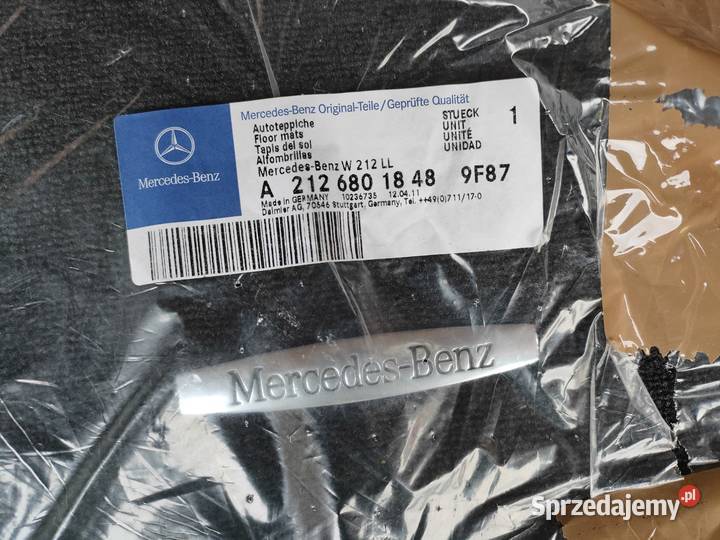 Mercedes-Benz Original-Teile/Geprüfte Qualität
Autoteppiche
Floor mats
Tapis del sol
Alfombrillas
Mercedes-Benz W 212 LL
STUECK 1
UNIT
UNITÉ
UNIDAD
A 212 680 18 48 9F87
Made in GERMANY 10236735 12.04.11
Daimler AG, 70546 Stuttgart, Germany, Tel. ++49(0)711/17-0
Mercedes-Benz
Mercedes-Benz
Sprzedajemy.pl